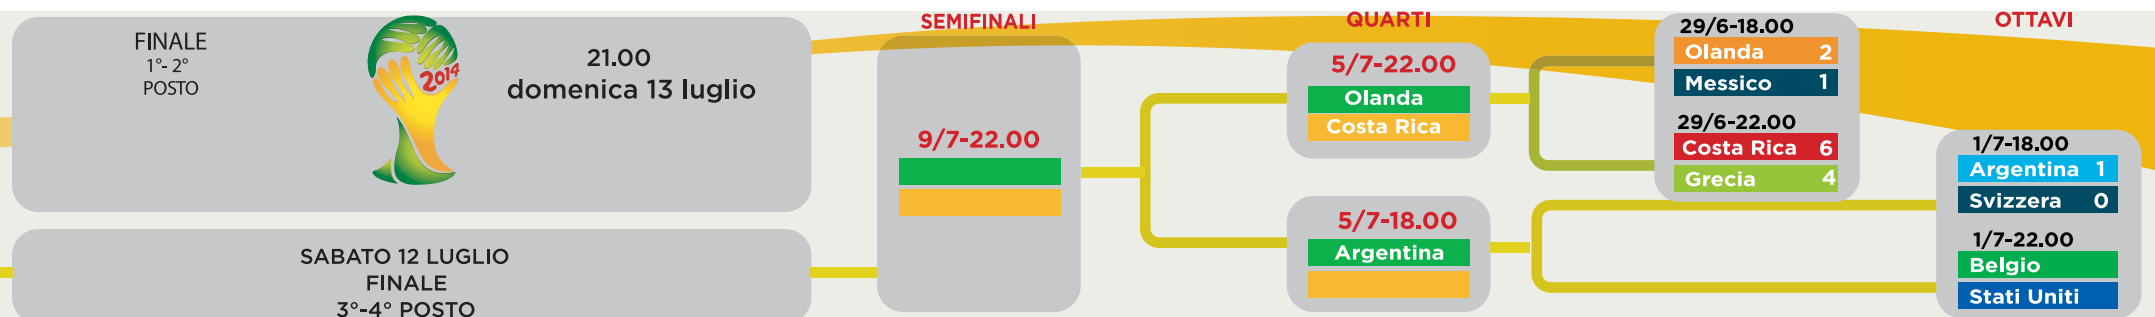 FINALE
1°- 2°
POSTO
2014
21.00
domenica 13 luglio
SABATO 12 LUGLIO
FINALE
3°-4° POSTO
SEMIFINALI
9/7-22.00
QUARTI
5/7-22.00
Olanda
Costa Rica
5/7-18.00
Argentina
29/6-18.00
Olanda 2
Messico 1
29/6-22.00
Costa Rica 6
Grecia 4
OTTAVI
1/7-18.00
Argentina 1
Svizzera 0
1/7-22.00
Belgio
Stati Uniti